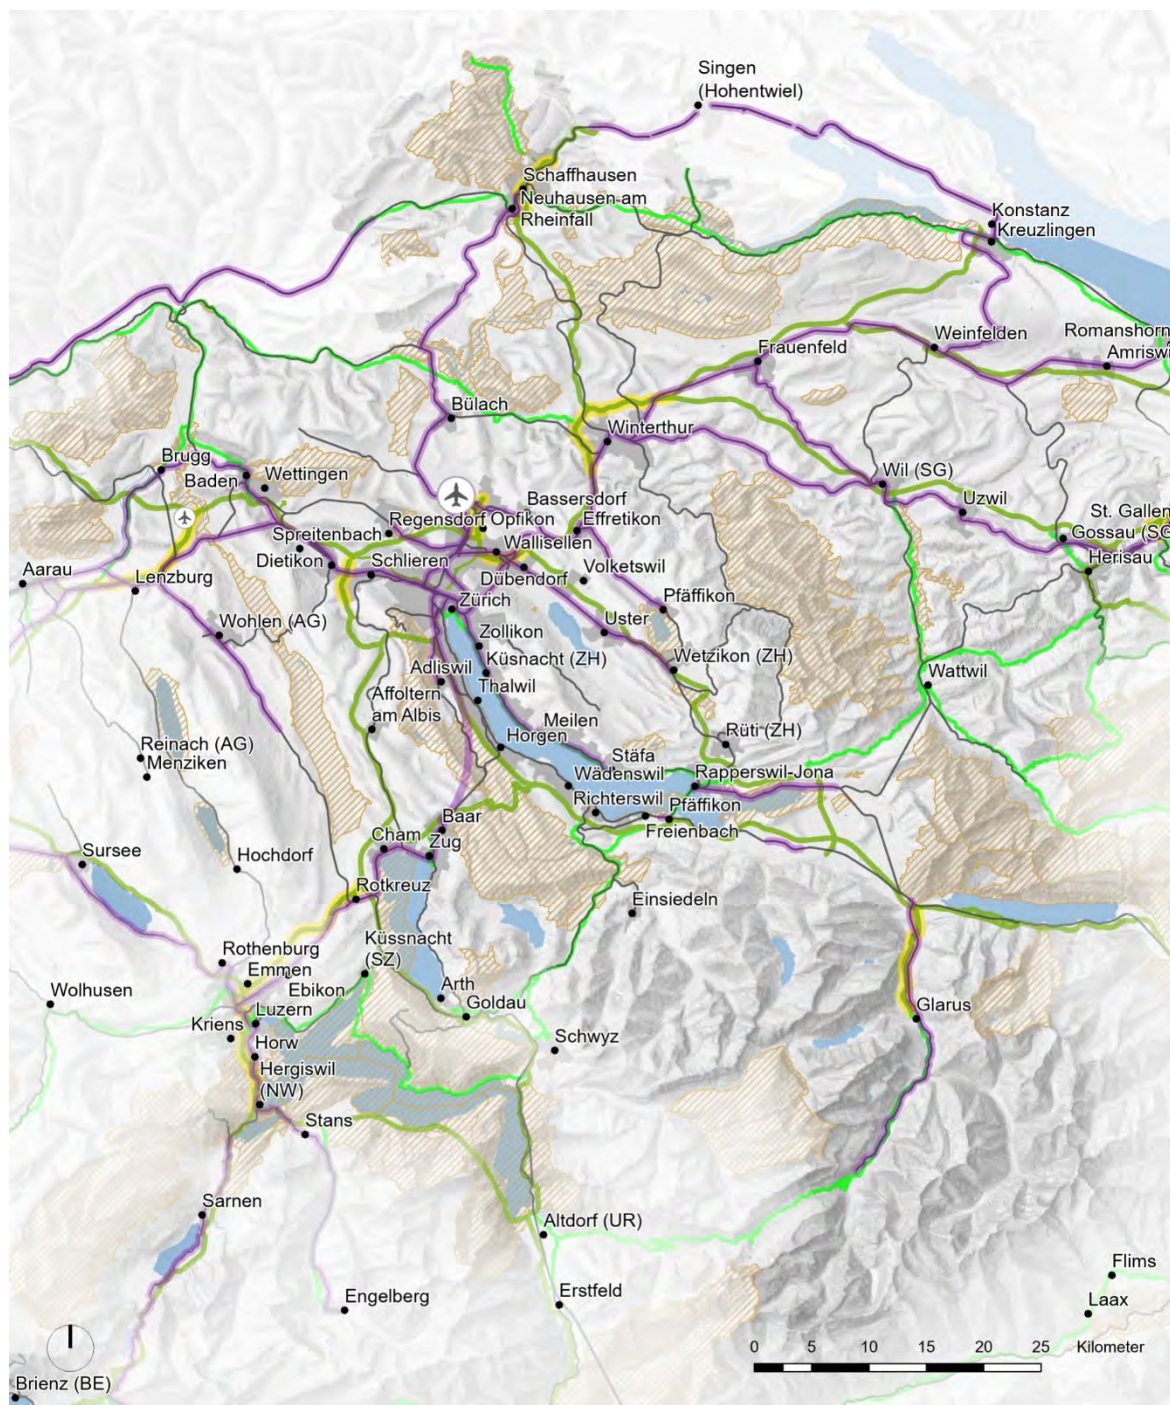 Singen
(Hohentwiel)
Schaffhausen
Neuhausen am
Rheinfall
Konstanz
Kreuzlingen
Romanshorn
Weinfelden
Frauenfeld
Amriswi
Bülach
Winterthur
Brugg
Baden
Wettingen
Wil (SG)
Bassersdorf
Uzwil
Regensdorf
Opfikon
Effretikon
St. Gallen
Spreitenbach
Gossau (SG
Wallisellen
Dietikon
Schlieren
Herisau
Volketswil
Aarau
Lenzburg
Dübendorf
Zürich
Pfäffikon
Wohlen (AG)
Uster
Zollikon
Küsnacht (ZH)
Wetzikon (ZH)
Adliswil
Wattwil
Affoltern
am Albis
Thalwil
Meilen
Horgen
Rüti (ZH)
Reinach (AG)
Menziken
Stäfa
Wädenswil
Rapperswil-Jona
Richterswil
Pfäffikon
Baar
Freienbach
Cham
Zug
Sursee
Hochdorf
Rotkreuz
Einsiedeln
Küssnacht
(SZ)
Rothenburg
Emmen
Ebikon
Wolhusen
Arth
Goldau
Glarus
Luzern
Kriens
Schwyz
Horw
Hergiswil
(NW)
Stans
Sarnen
Altdorf (UR)
Flims
Engelberg
Erstfeld
Laax
0 5 10 15 20 25 Kilometer
Brienz (BE)